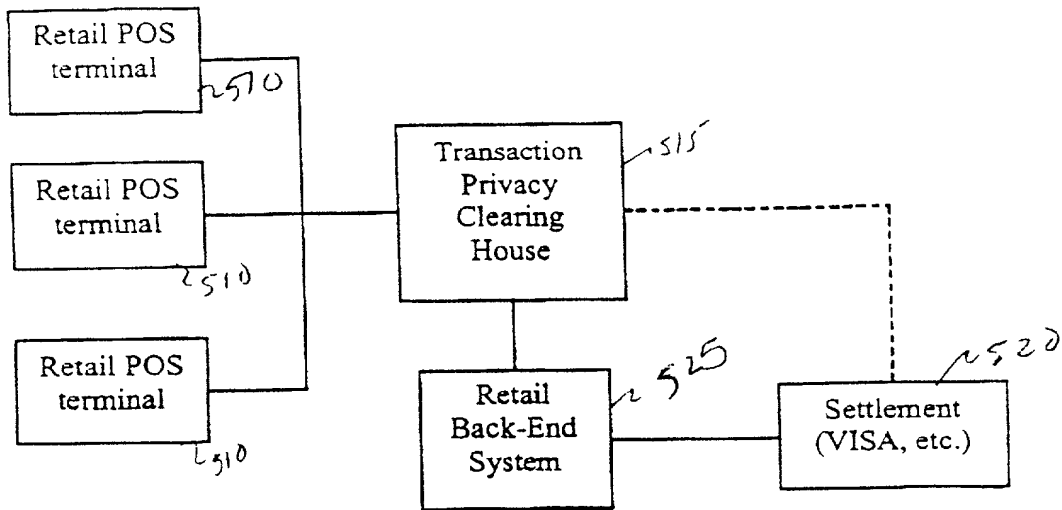 Retail POS
terminal
510
Retail POS
terminal
510
Retail POS
terminal
510
Transaction
Privacy
Clearing
House
515
Retail
Back-End
System
525
Settlement
(VISA, etc.)
520